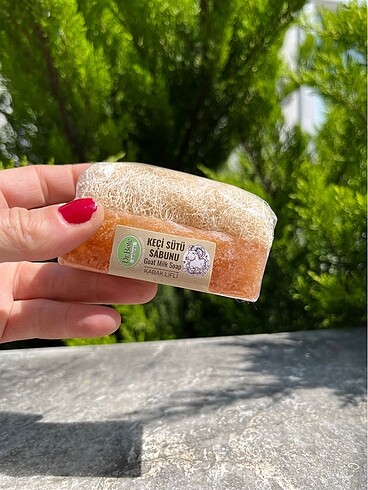 KEÇİ SÜTÜ
SABUNU
Goat Milk Soap
KABAK LİFLİ